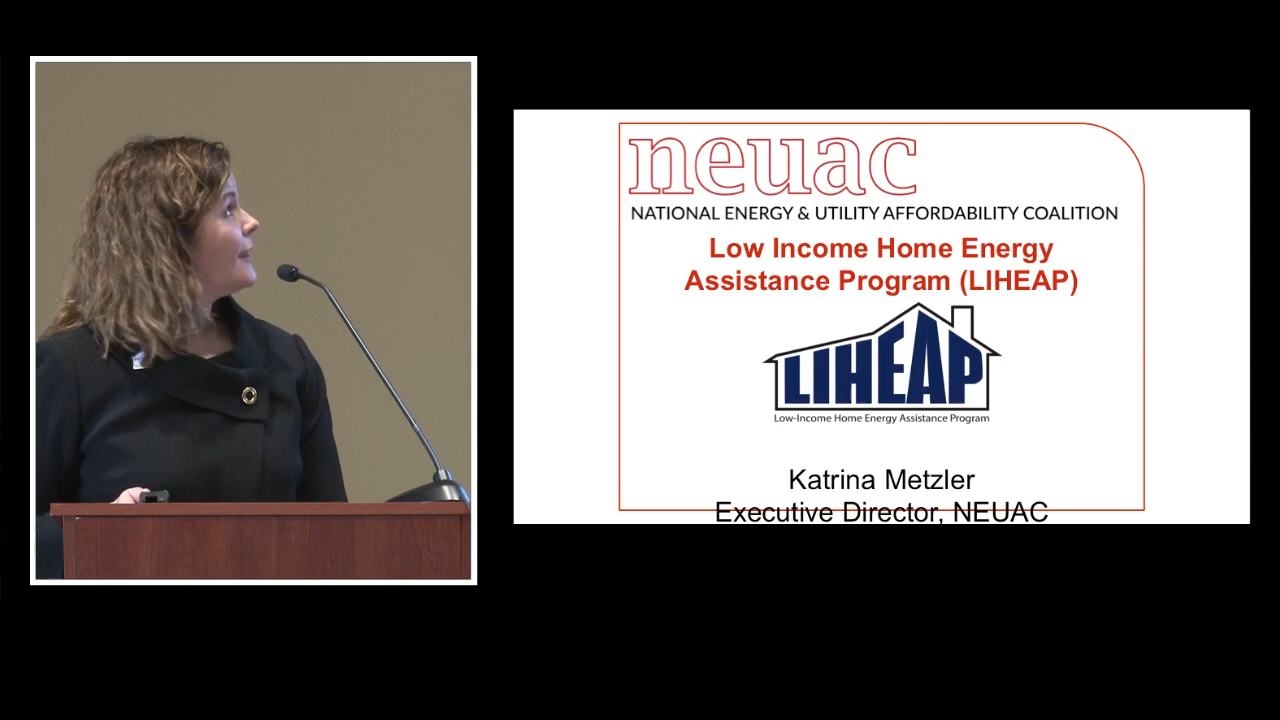 neuac
NATIONAL ENERGY & UTILITY AFFORDABILITY COALITION
Low Income Home Energy
Assistance Program (LIHEAP)
LIHEAP
Low-Income Home Energy Assistance Program
Katrina Metzler
Executive Director, NEUAC